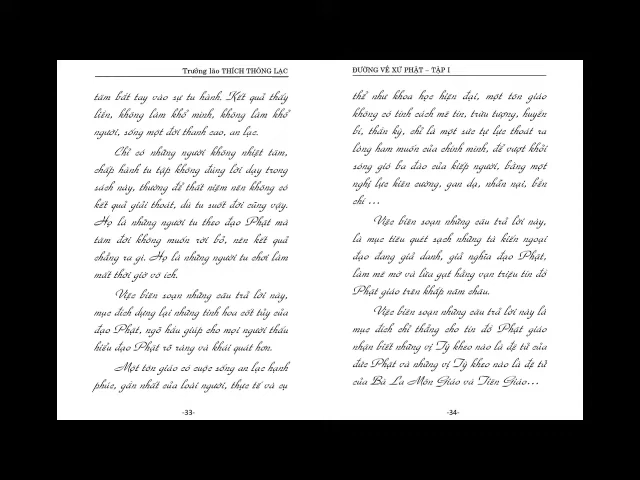 Trưởng lão THÍCH THÔNG LẠC
tâm bắt tay vào sự tu hành. Kết quả thấy
liền, không làm khổ mình, không làm khổ
người, sống một đời thanh cao, an lạc.
Chỉ có những người không nhiệt tâm,
chấp hành tu tập không đúng lời dạy trong
sách này, thường để thất niệm nên không có
kết quả giải thoát, dù tu suốt đời cũng vậy.
Họ là những người tu theo đạo Phật mà
tâm đời không muốn rời bỏ, nên kết quả
chẳng ra gì. Họ là những người tu chơi làm
mất thời giờ vô ích.
Việc biên soạn những câu trả lời này,
mục đích dựng lại những tinh hoa cốt tủy của
đạo Phật, ngõ hầu giúp cho mọi người thấu
hiểu đạo Phật rõ ràng và khái quát hơn.
Một tôn giáo có cuộc sống an lạc hạnh
phúc, gần nhất của loài người, thực tế và cụ
-33-
ĐƯỜNG VỀ XỨ PHẬT – TẬP I
thể như khoa học hiện đại, một tôn giáo
không có tính cách mê tín, trừu tượng, huyền
bí, thần kỳ, chỉ là một sức tự lực thoát ra
lòng ham muốn của chính mình, để vượt khỏi
sóng gió ba đào của kiếp người, bằng một
nghị lực kiên cường, gan dạ, nhẫn nại, bền
chí ...
Việc biên soạn những câu trả lời này,
là mục tiêu quét sạch những tà kiến ngoại
đạo đang giả danh, giả nghĩa đạo Phật,
làm mê mờ và lừa gạt hằng vạn triệu tín đồ
Phật giáo trên khắp năm châu.
Việc biên soạn những câu trả lời này là
mục đích chỉ thẳng cho tín đồ Phật giáo
nhận biết những vị Tỳ kheo nào là đệ tử của
đức Phật và những vị Tỳ kheo nào là đệ tử
của Bà La Môn Giáo và Tiên Giáo...
-34-